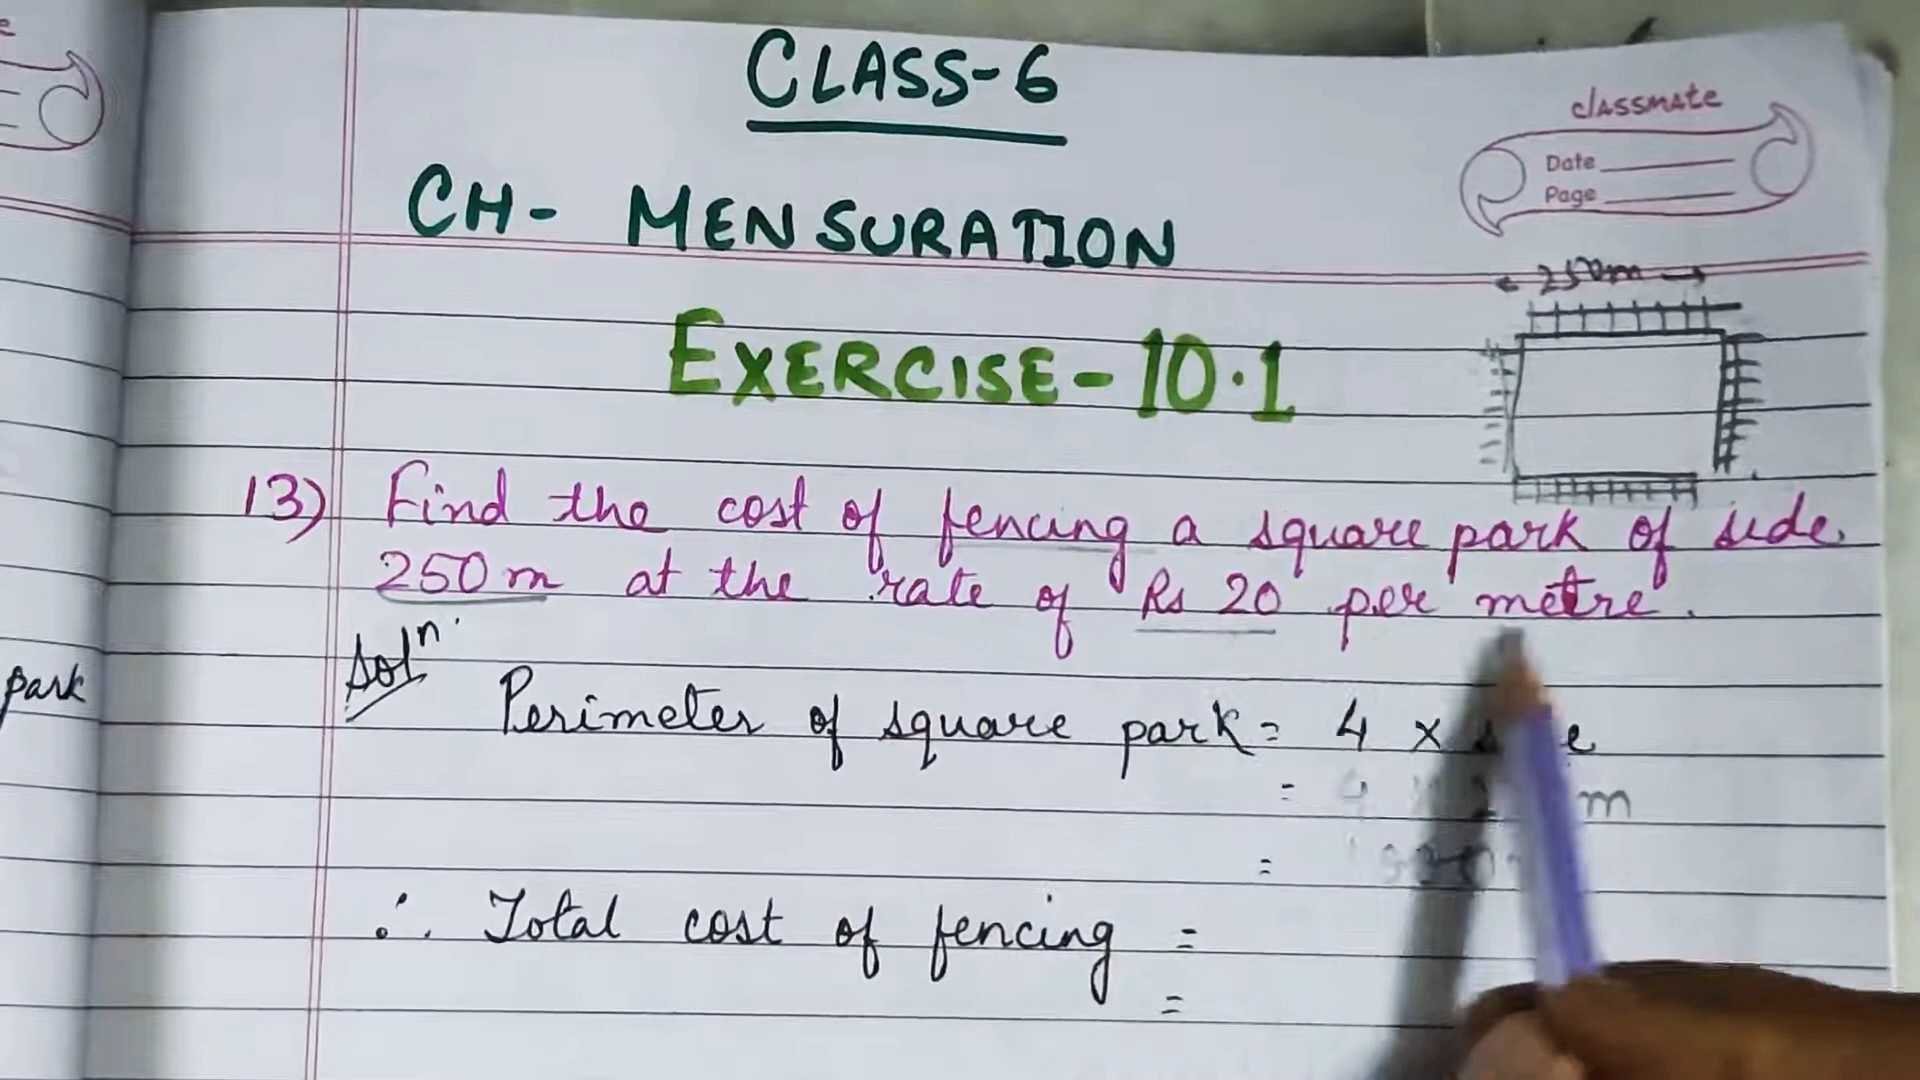 CLASS-6
classmate
Date
Page
CH- MENSURATION
250m
EXERCISE-10.1
13) Find the cost of fencing a square park of side
250m at the rate of Rs 20 per metre.
Solⁿ.
park
Perimeter of square park = 4 x
= m
=
∴ Total cost of fencing =
=